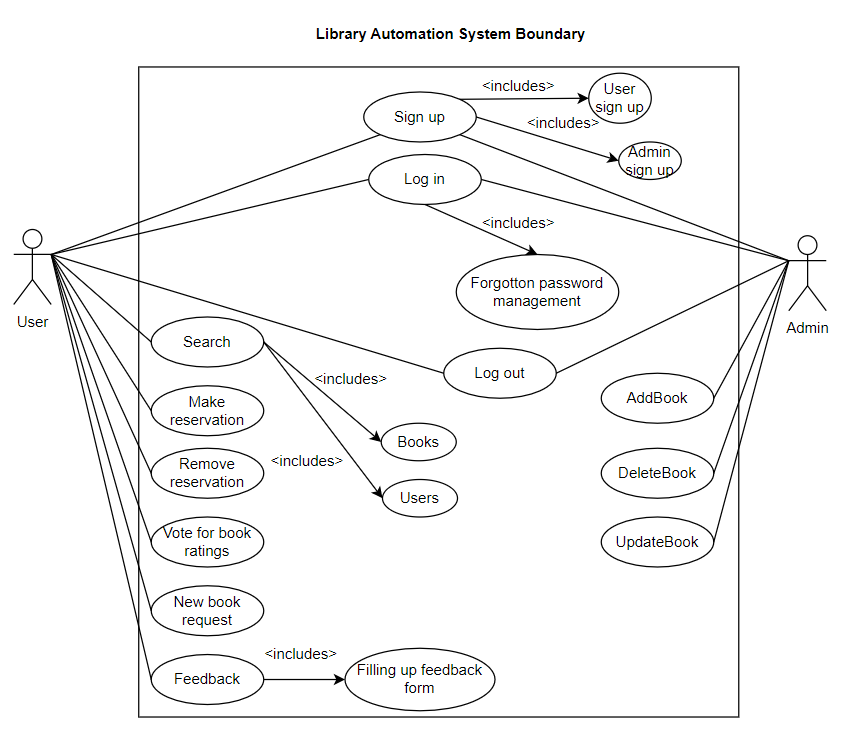 Library Automation System Boundary
<includes>
User
sign up
Sign up
<includes>
Admin
sign up
Log in
<includes>
Forgotton password
management
User
Admin
Search
Log out
<includes>
Make
reservation
AddBook
Books
<includes>
Remove
reservation
DeleteBook
Users
Vote for book
ratings
UpdateBook
New book
request
<includes>
Feedback
Filling up feedback
form